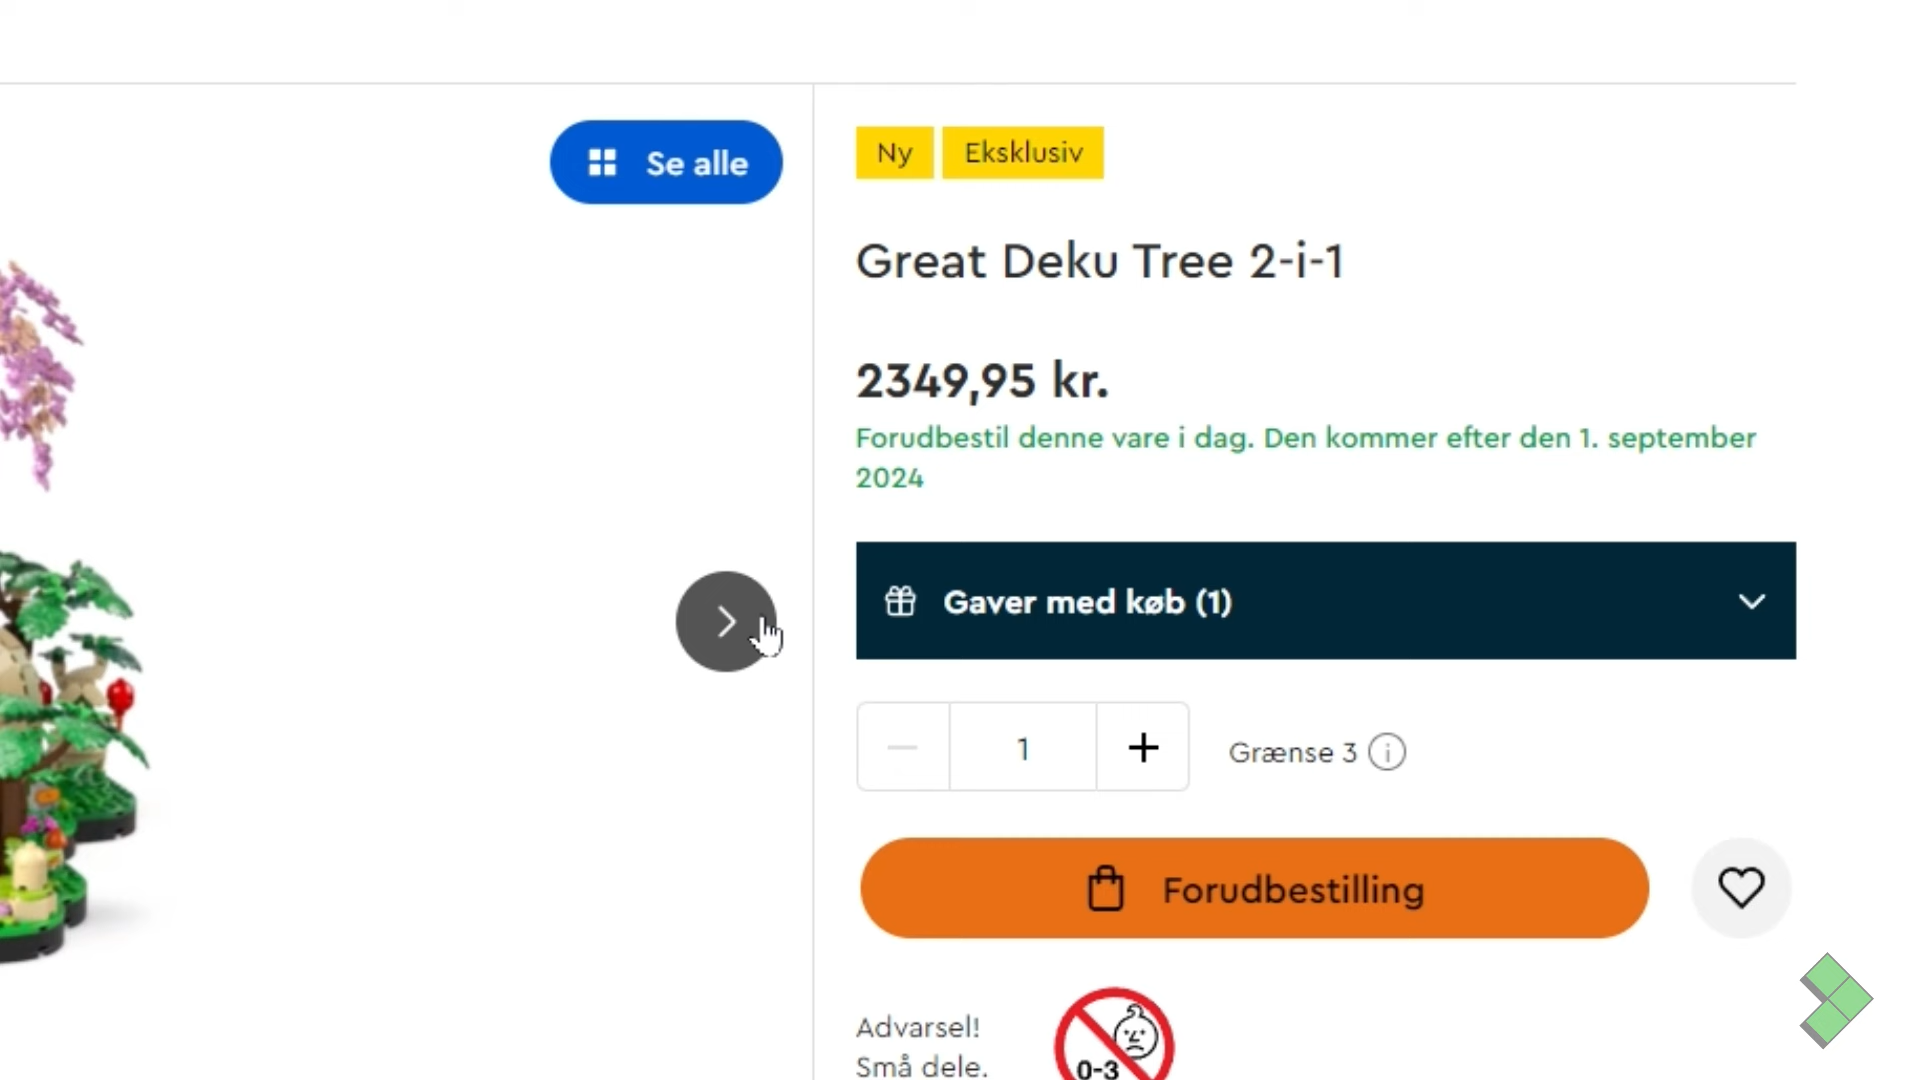 Se alle
Ny
Eksklusiv
Great Deku Tree 2-i-1
2349,95 kr.
Forudbestil denne vare i dag. Den kommer efter den 1. september
2024
Gaver med køb (1)
1
Grænse 3
Forudbestilling
Advarsel!
Små dele.
0-3